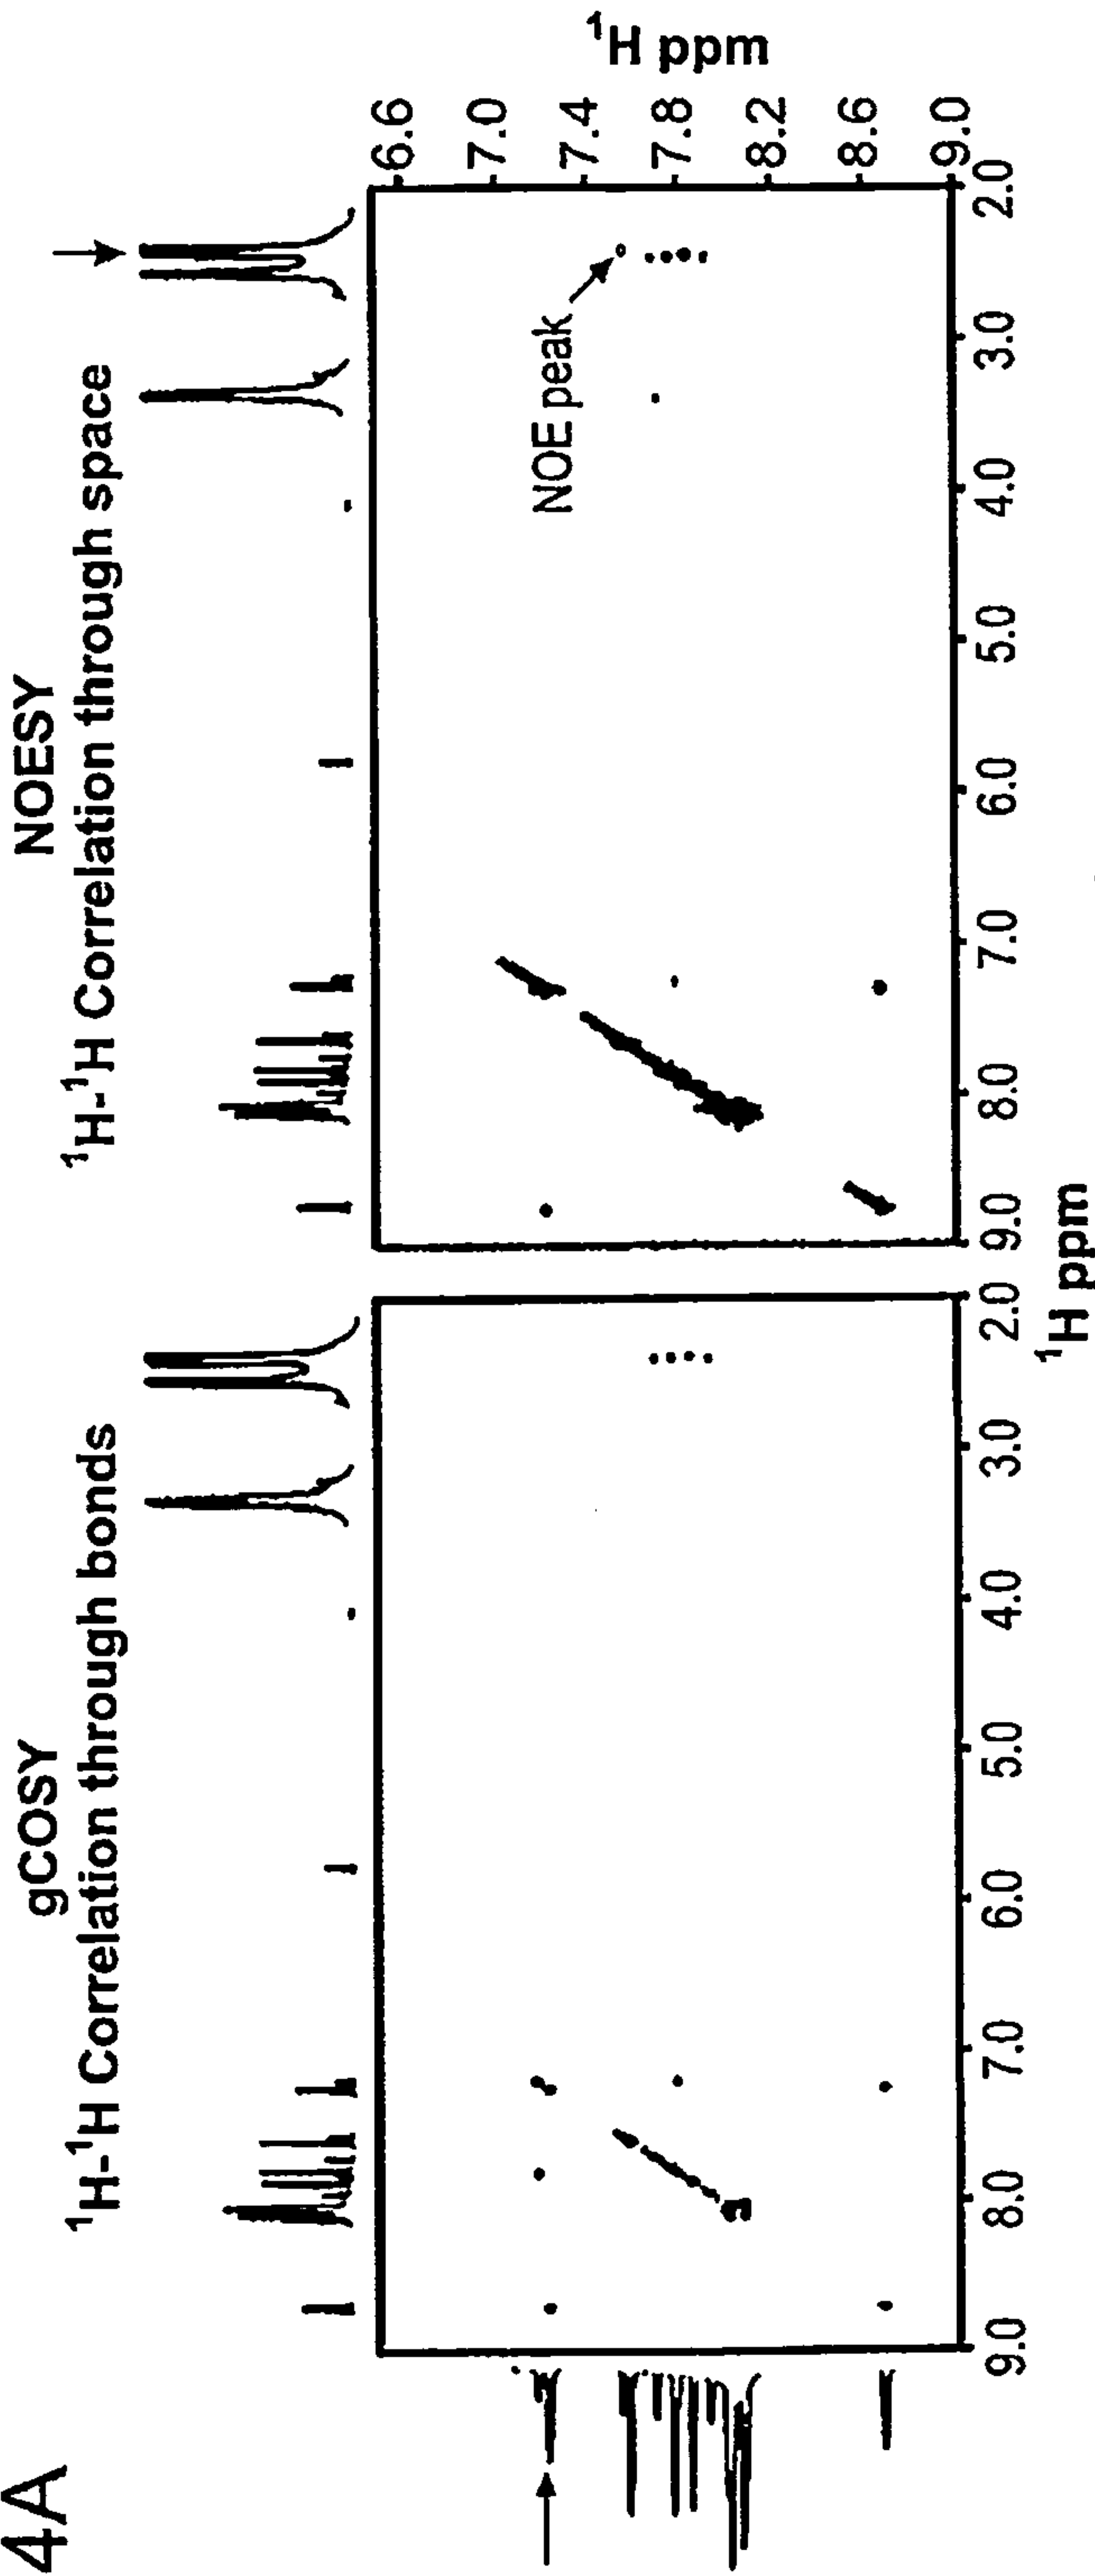 4A
gCOSY
¹H-¹H Correlation through bonds
NOESY
¹H-¹H Correlation through space
NOE peak
6.6
7.0
7.4
7.8
8.2
8.6
9.0
¹H ppm
9.0 8.0 7.0 6.0 5.0 4.0 3.0 2.0
9.0 8.0 7.0 6.0 5.0 4.0 3.0 2.0
¹H ppm